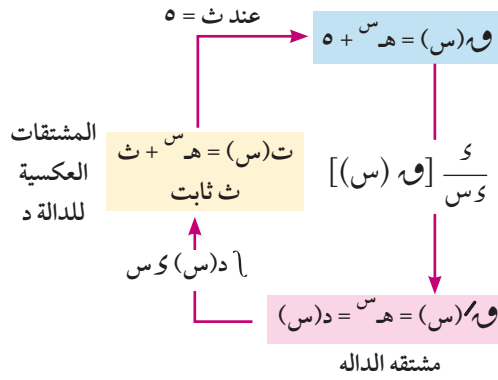 عند ث = ٥
ق(س) = هـ^س + ٥
المشتقات
العكسية
للدالة د
ت(س) = هـ^س + ث
ث ثابت
ء/ءس [ق (س)]
∫ د(س) ءس
ق/(س) = هـ^س = د(س)
مشتقه الداله